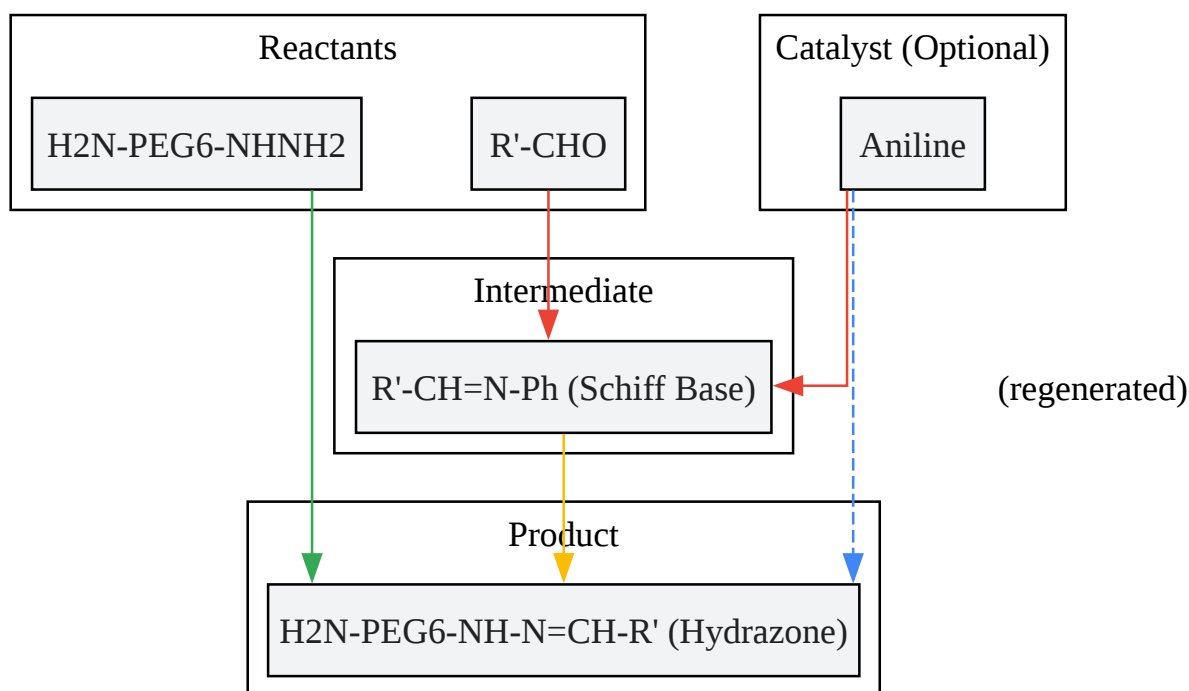 Reactants
Catalyst (Optional)
H2N-PEG6-NHNH2
R'-CHO
Aniline
Intermediate
R'-CH=N-Ph (Schiff Base)
(regenerated)
Product
H2N-PEG6-NH-N=CH-R' (Hydrazone)